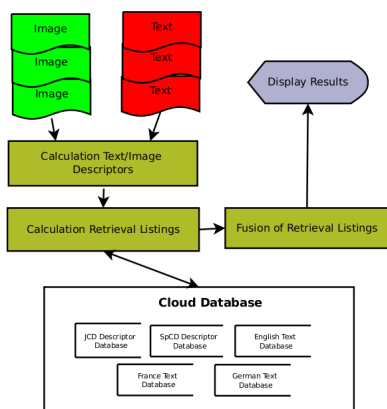 Image
Image
Image
Text
Text
Text
Display Results
Calculation Text/Image
Descriptors
Calculation Retrieval Listings
Fusion of Retrieval Listings
Cloud Database
JCD Descriptor
Database
SpCD Descriptor
Database
English Text
Database
France Text
Database
German Text
Database